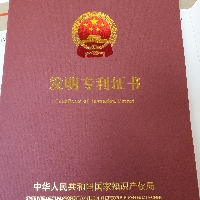 发明专利证书
Certificate of Invention Patent
中华人民共和国国家知识产权局